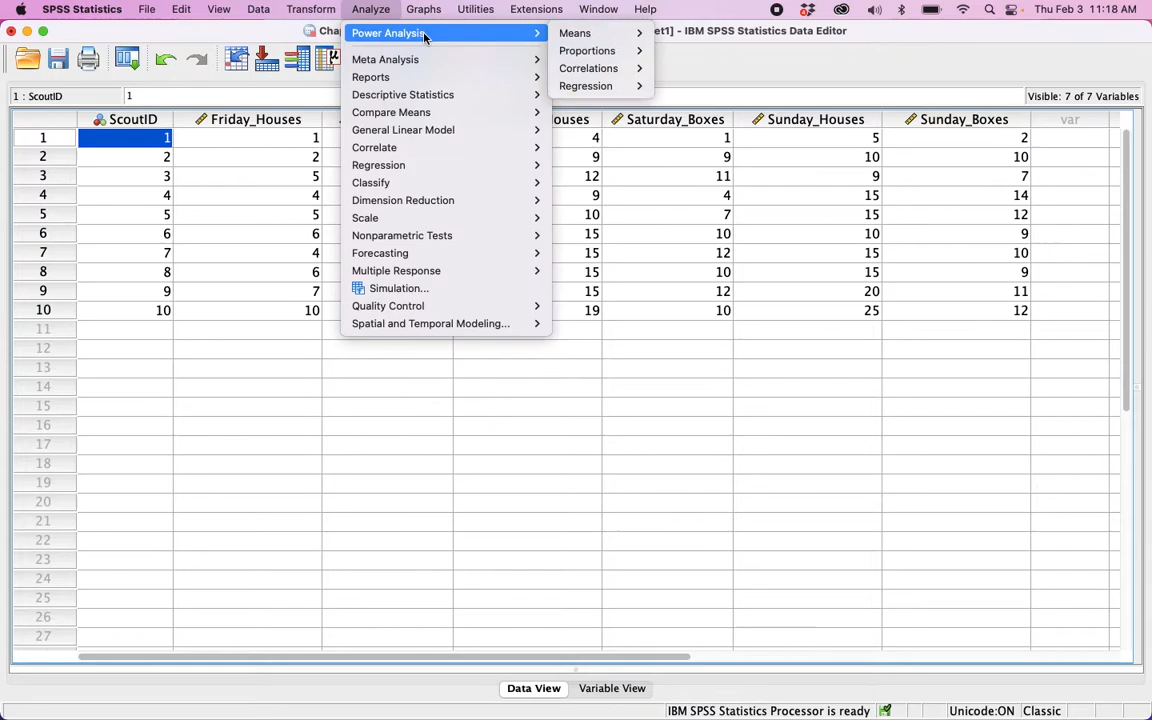 SPSS Statistics File Edit View Data Transform Analyze Graphs Utilities Extensions Window Help Thu Feb 3 11:18 AM
Cha
et1] - IBM SPSS Statistics Data Editor
Power Analysis
Means
Proportions
Correlations
Regression
Meta Analysis
Reports
Descriptive Statistics
Compare Means
General Linear Model
Correlate
Regression
Classify
Dimension Reduction
Scale
Nonparametric Tests
Forecasting
Multiple Response
Simulation...
Quality Control
Spatial and Temporal Modeling...
1 : ScoutID 1 Visible: 7 of 7 Variables
ScoutID Friday_Houses ouses Saturday_Boxes Sunday_Houses Sunday_Boxes var
1 1 1 4 1 5 2
2 2 2 9 9 10 10
3 3 5 12 11 9 7
4 4 4 9 4 15 14
5 5 5 10 7 15 12
6 6 6 15 10 10 9
7 7 4 15 12 15 10
8 8 6 15 10 15 9
9 9 7 15 12 20 11
10 10 10 19 10 25 12
11
12
13
14
15
16
17
18
19
20
21
22
23
24
25
26
27
Data View Variable View
IBM SPSS Statistics Processor is ready Unicode:ON Classic